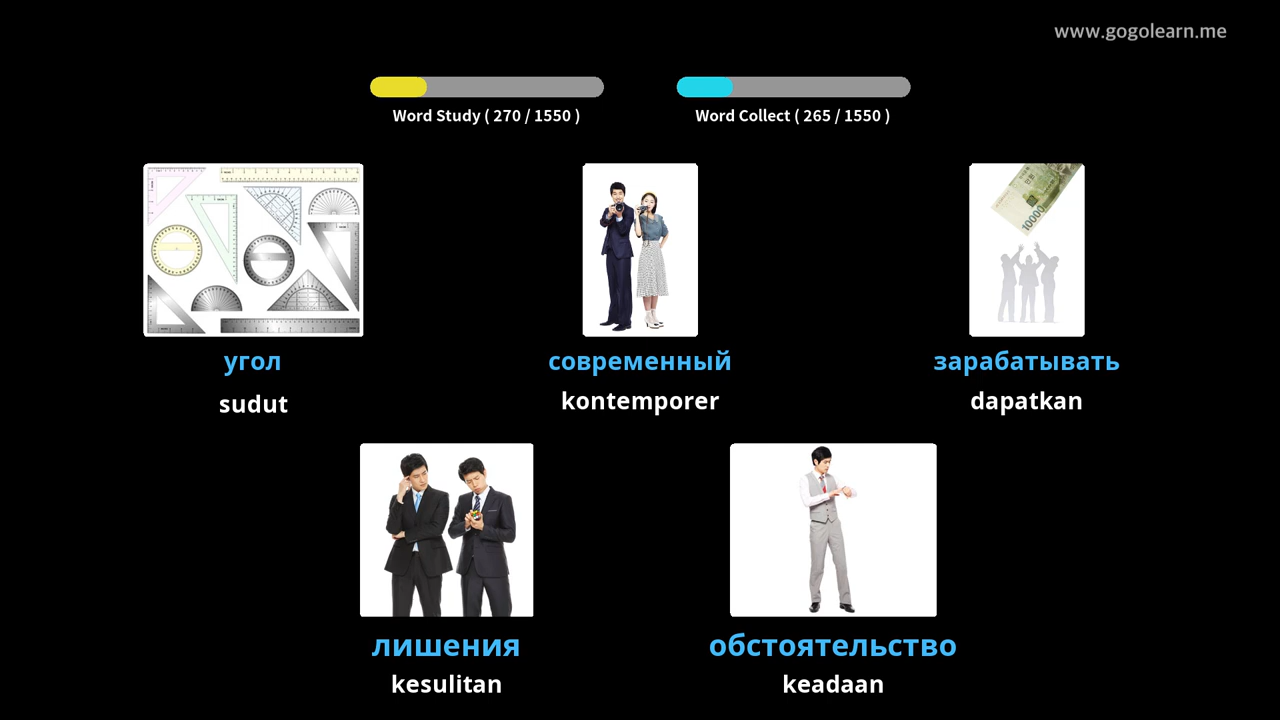 www.gogolearn.me
Word Study ( 270 / 1550 )
Word Collect ( 265 / 1550 )
10000
угол
современный
зарабатывать
sudut
kontemporer
dapatkan
лишения
обстоятельство
kesulitan
keadaan